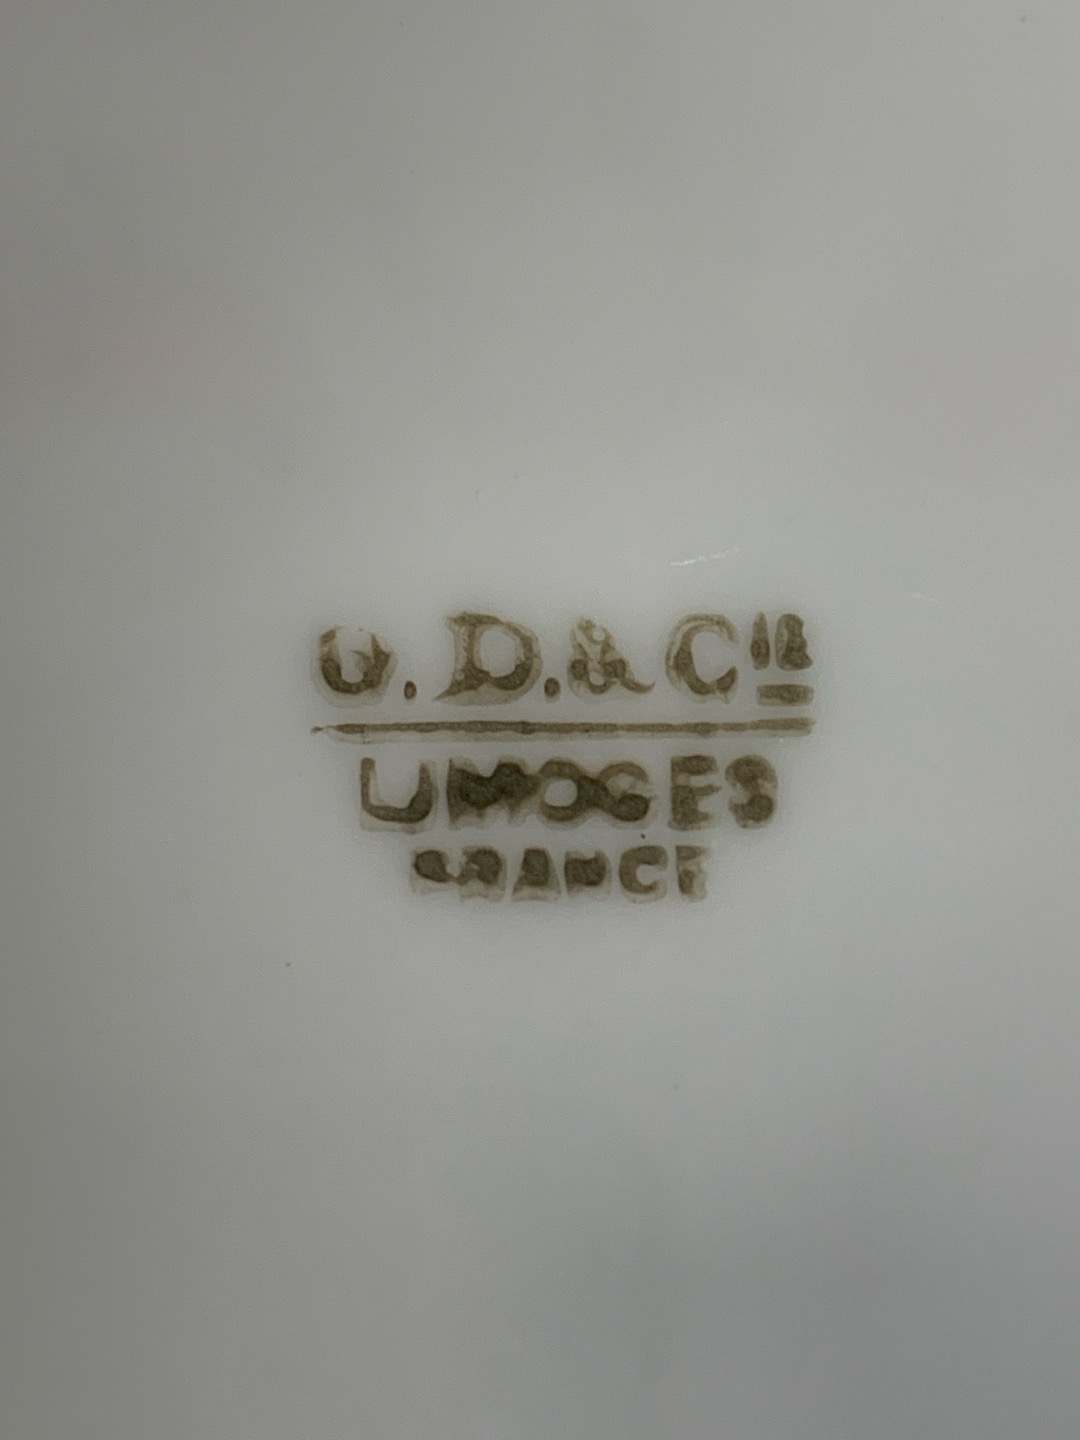 O. D. & Cie
LIMOGES
FRANCE